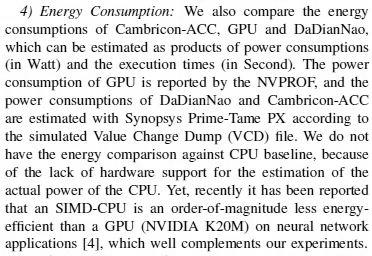 4) Energy Consumption: We also compare the energy
consumptions of Cambricon-ACC, GPU and DaDianNao,
which can be estimated as products of power consumptions
(in Watt) and the execution times (in Second). The power
consumption of GPU is reported by the NVPROF, and the
power consumptions of DaDianNao and Cambricon-ACC
are estimated with Synopsys Prime-Tame PX according to
the simulated Value Change Dump (VCD) file. We do not
have the energy comparison against CPU baseline, because
of the lack of hardware support for the estimation of the
actual power of the CPU. Yet, recently it has been reported
that an SIMD-CPU is an order-of-magnitude less energy-
efficient than a GPU (NVIDIA K20M) on neural network
applications [4], which well complements our experiments.